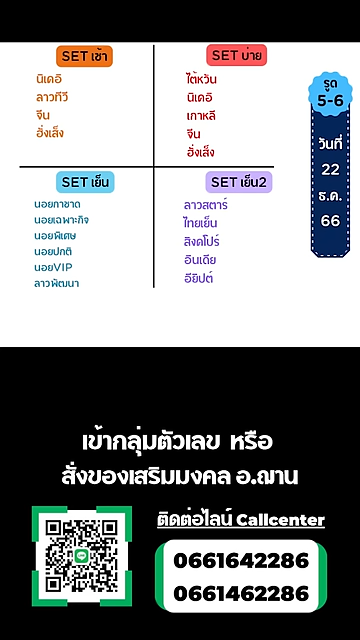 SET เช้า
นิเคอิ
ลาวทีวี
จีน
ฮั่งเส็ง
SET บ่าย
ไต้หวัน
นิเคอิ
เกาหลี
จีน
ฮั่งเส็ง
รูด
5-6
วันที่
22
ธ.ค.
66
SET เย็น
นอยกาชาด
นอยเฉพาะกิจ
นอยพิเศษ
นอยปกติ
นอยVIP
ลาวพัฒนา
SET เย็น2
ลาวสตาร์
ไทยเย็น
สิงคโปร์
อินเดีย
อียิปต์
เข้ากลุ่มตัวเลข หรือ
สั่งของเสริมมงคล อ.ฌาน
ติดต่อไลน์ Callcenter
0661642286
0661462286